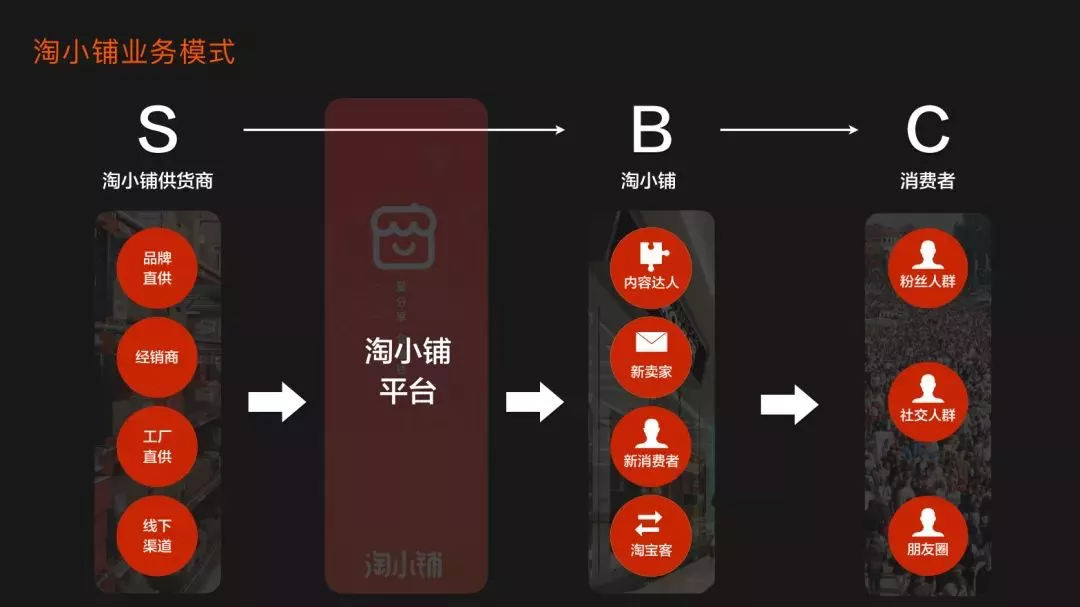 淘小铺业务模式
S
B
C
淘小铺供货商
淘小铺
消费者
品牌
直供
经销商
工厂
直供
线下
渠道
淘小铺
平台
淘小铺
内容达人
新卖家
新消费者
淘宝客
粉丝人群
社交人群
朋友圈